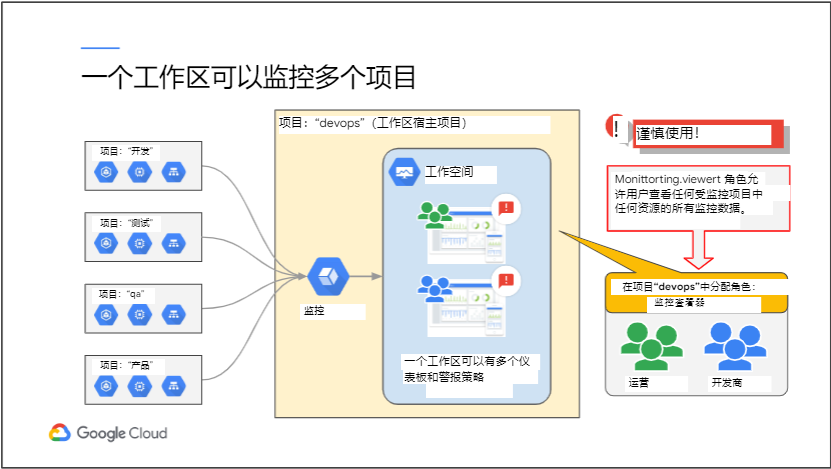 一个工作区可以监控多个项目
项目：“devops”（工作区宿主项目）
项目：“开发”
项目：“测试”
项目：“qa”
项目：“产品”
监控
工作空间
一个工作区可以有多个仪
表板和警报策略
!
谨慎使用！
Monittorting.viewert 角色允
许用户查看任何受监控项目中
任何资源的所有监控数据。
在项目“devops”中分配角色：
监控查看器
运营
开发商
Google Cloud